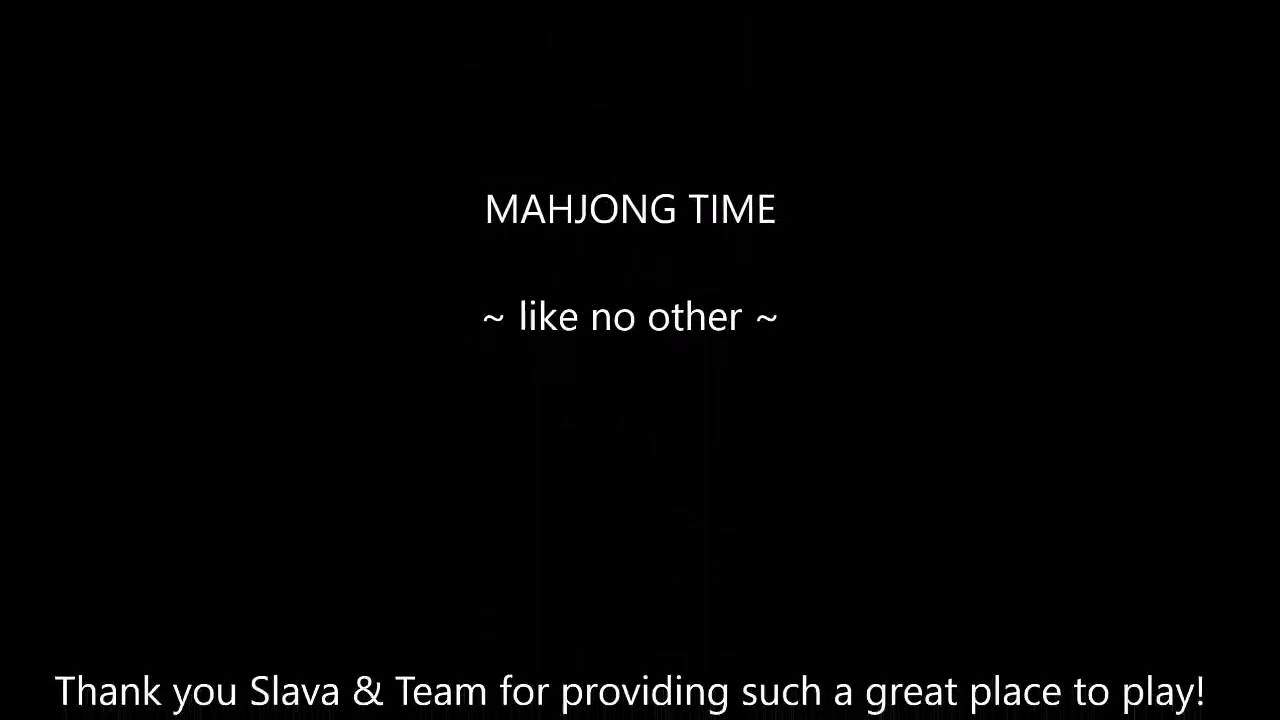 MAHJONG TIME
~ like no other ~
Thank you Slava & Team for providing such a great place to play!